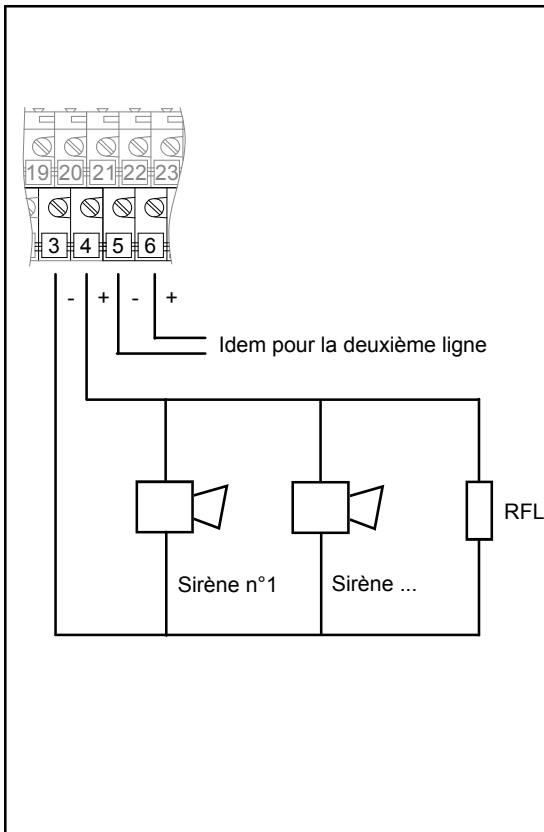 19 20 21 22 23
3 4 5 6
- + - +
Idem pour la deuxième ligne
RFL
Sirène n°1 Sirène ...